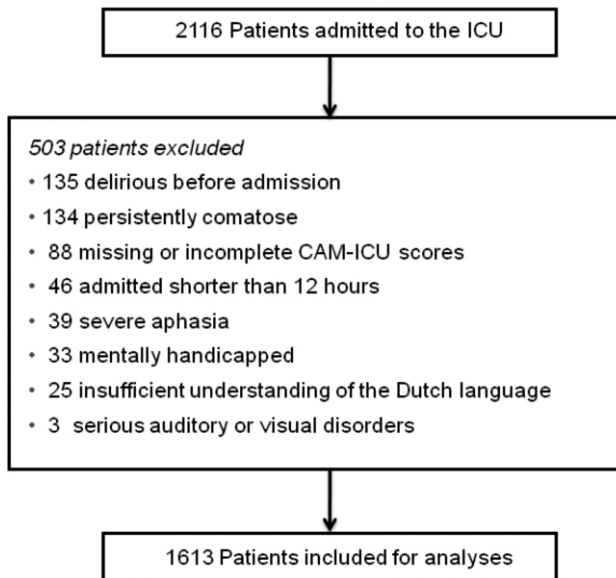 2116 Patients admitted to the ICU
503 patients excluded
• 135 delirious before admission
• 134 persistently comatose
• 88 missing or incomplete CAM-ICU scores
• 46 admitted shorter than 12 hours
• 39 severe aphasia
• 33 mentally handicapped
• 25 insufficient understanding of the Dutch language
• 3 serious auditory or visual disorders
1613 Patients included for analyses